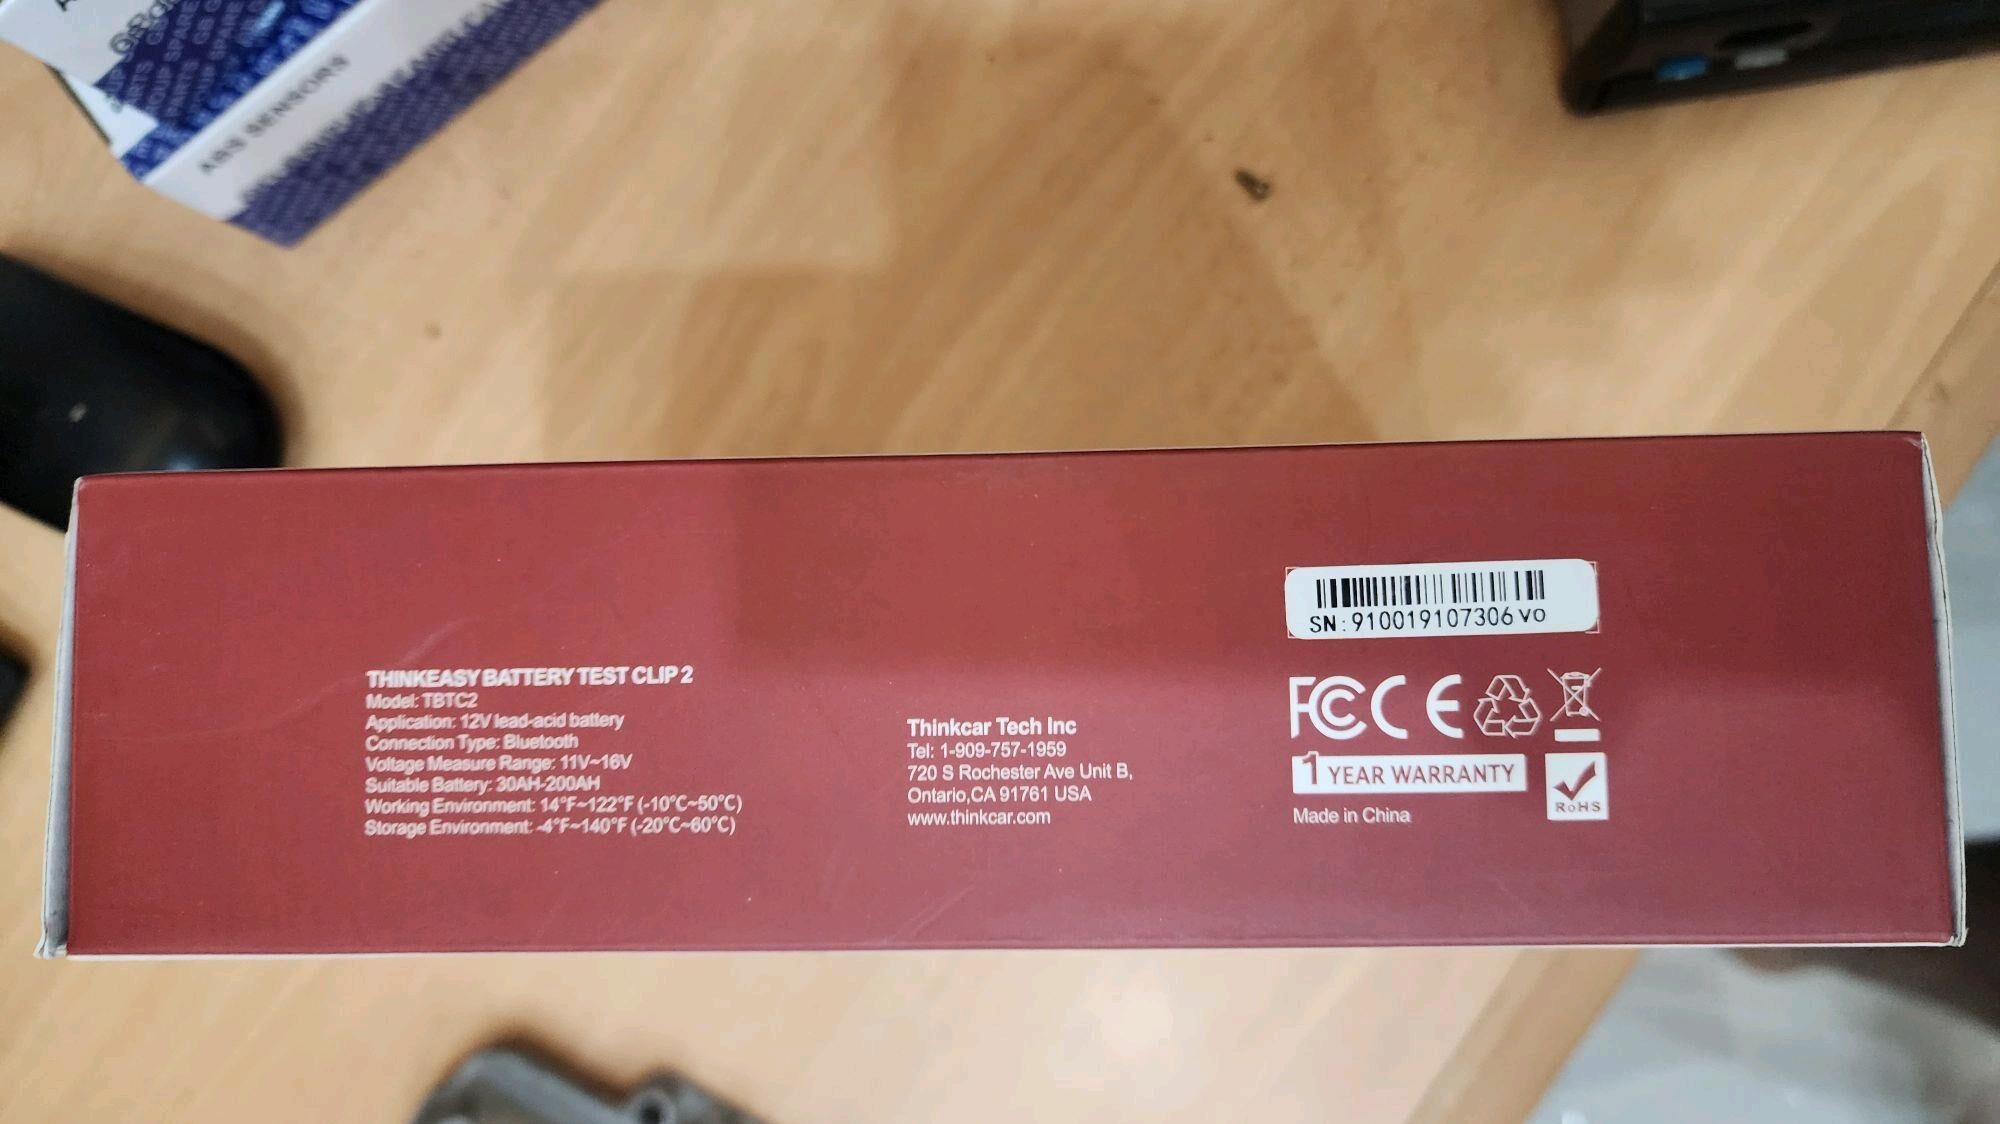 ABS SENSORS
THINKEASY BATTERY TEST CLIP 2
Model: TBTC2
Application: 12V lead-acid battery
Connection Type: Bluetooth
Voltage Measure Range: 11V~16V
Suitable Battery: 30AH-200AH
Working Environment: 14°F~122°F (-10°C~50°C)
Storage Environment: -4°F~140°F (-20°C~60°C)
Thinkcar Tech Inc
Tel: 1-909-757-1959
720 S Rochester Ave Unit B,
Ontario,CA 91761 USA
www.thinkcar.com
SN:910019107306 V0
FCC CE
1 YEAR WARRANTY
RoHS
Made in China